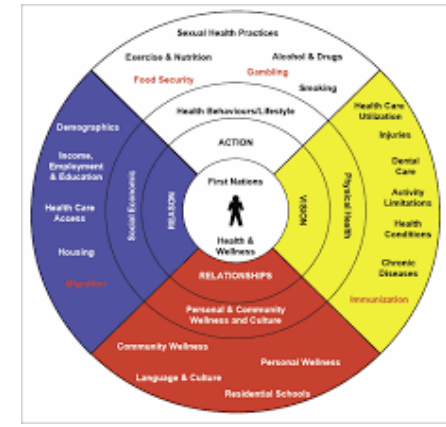 Sexual Health Practices
Exercise & Nutrition
Alcohol & Drugs
Food Security
Gambling
Smoking
Health Behaviours/Lifestyle
ACTION
Demographics
Income,
Employment
& Education
Health Care
Access
Housing
Migration
Social Economic
REASON
First Nations
Health &
Wellness
VISION
Physical Health
Health Care
Utilization
Injuries
Dental
Care
Activity
Limitations
Health
Conditions
Chronic
Diseases
Immunization
RELATIONSHIPS
Personal & Community
Wellness and Culture
Community Wellness
Personal Wellness
Language & Culture
Residential Schools